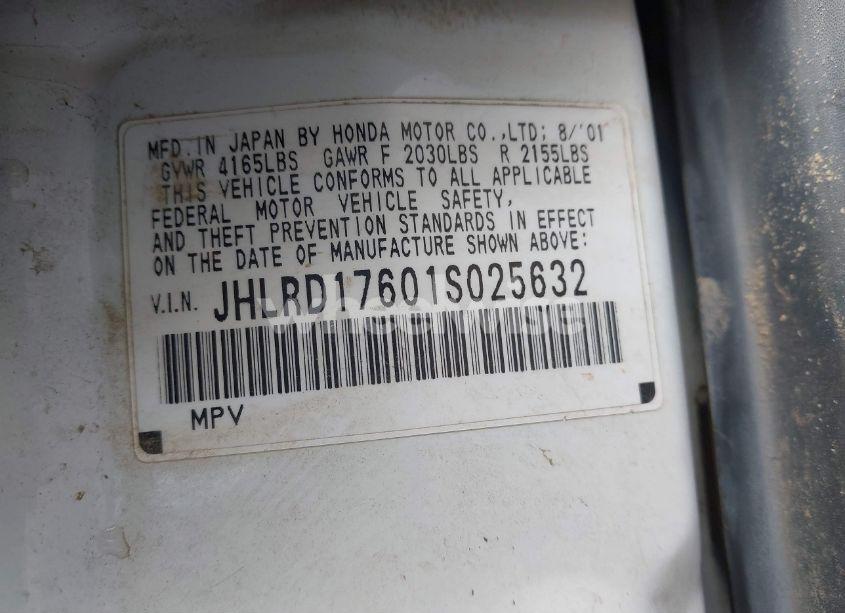 MFD. IN JAPAN BY HONDA MOTOR CO.,LTD; 8/'01
GVWR 4165LBS GAWR F 2030LBS R 2155LBS
THIS VEHICLE CONFORMS TO ALL APPLICABLE
FEDERAL MOTOR VEHICLE SAFETY,
AND THEFT PREVENTION STANDARDS IN EFFECT
ON THE DATE OF MANUFACTURE SHOWN ABOVE:
V.I.N. JHLRD17601S025632
wheelwise
MPV